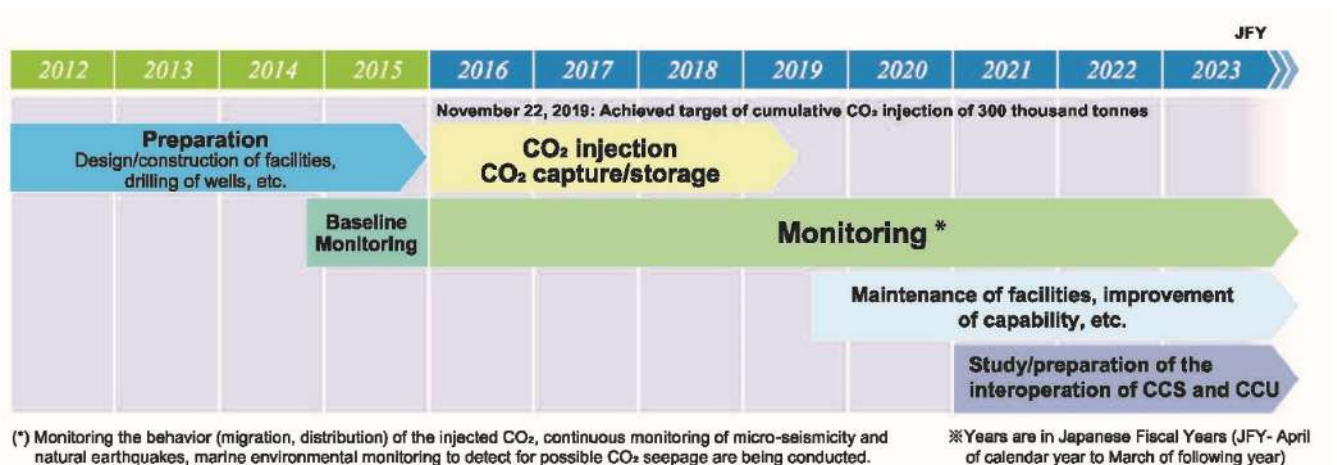 JFY
2012 2013 2014 2015 2016 2017 2018 2019 2020 2021 2022 2023
November 22, 2019: Achieved target of cumulative CO₂ injection of 300 thousand tonnes
Preparation
Design/construction of facilities,
drilling of wells, etc.
CO₂ injection
CO₂ capture/storage
Baseline
Monitoring
Monitoring *
Maintenance of facilities, improvement
of capability, etc.
Study/preparation of the
interoperation of CCS and CCU
(*) Monitoring the behavior (migration, distribution) of the injected CO₂, continuous monitoring of micro-seismicity and
natural earthquakes, marine environmental monitoring to detect for possible CO₂ seepage are being conducted.
※Years are in Japanese Fiscal Years (JFY- April
of calendar year to March of following year)